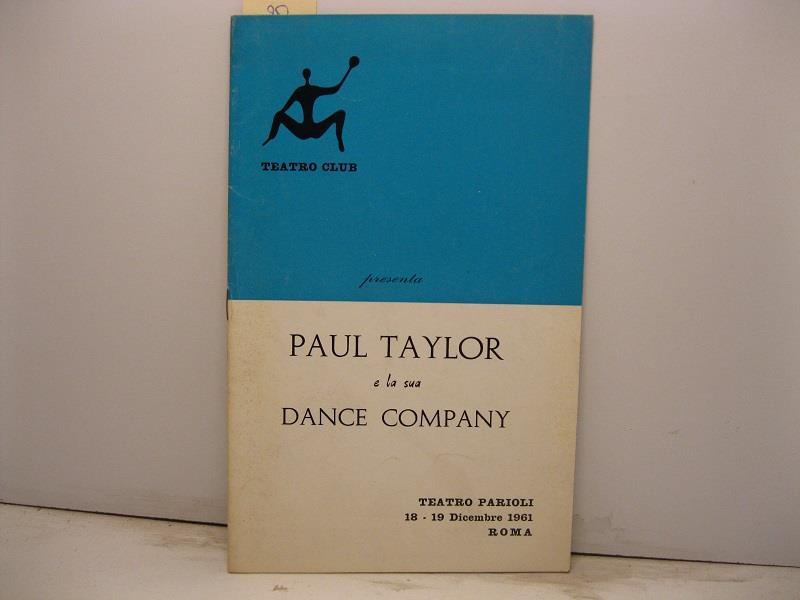 TEATRO CLUB
presenta
PAUL TAYLOR
e la sua
DANCE COMPANY
TEATRO PARIOLI
18 - 19 Dicembre 1961
ROMA